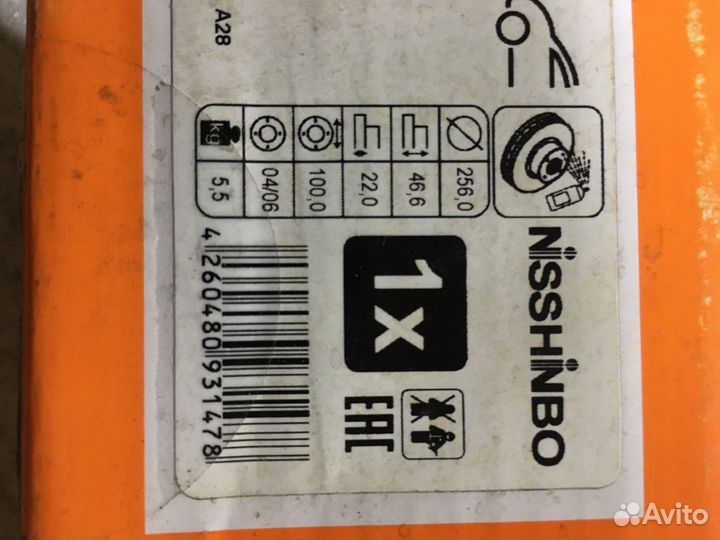 A28
NISSHINBO
256,0
46,6
22,0
100,0
04/06
kg
5,5
1x
EAC
4 260480 931478
Avito